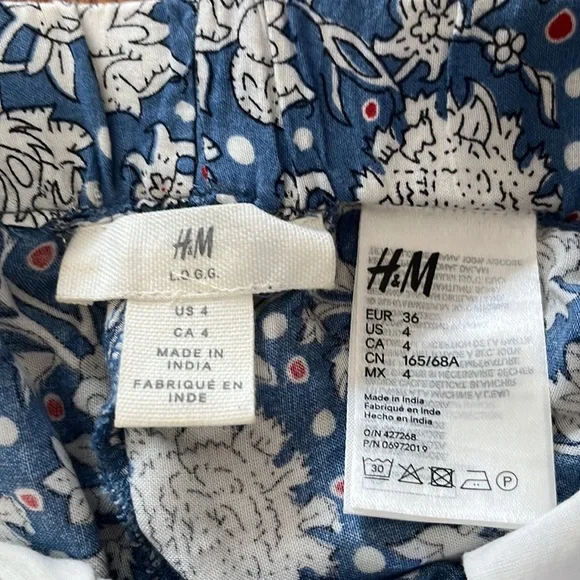 H&M
L.O.G.G.
US 4
CA 4
MADE IN
INDIA
FABRIQUÉ EN
INDE
H&M
EUR 36
US 4
CA 4
CN 165/68A
MX 4
Made in India
Fabriqué en Inde
Hecho en India
O/N 427268
P/N 06972019
30
P